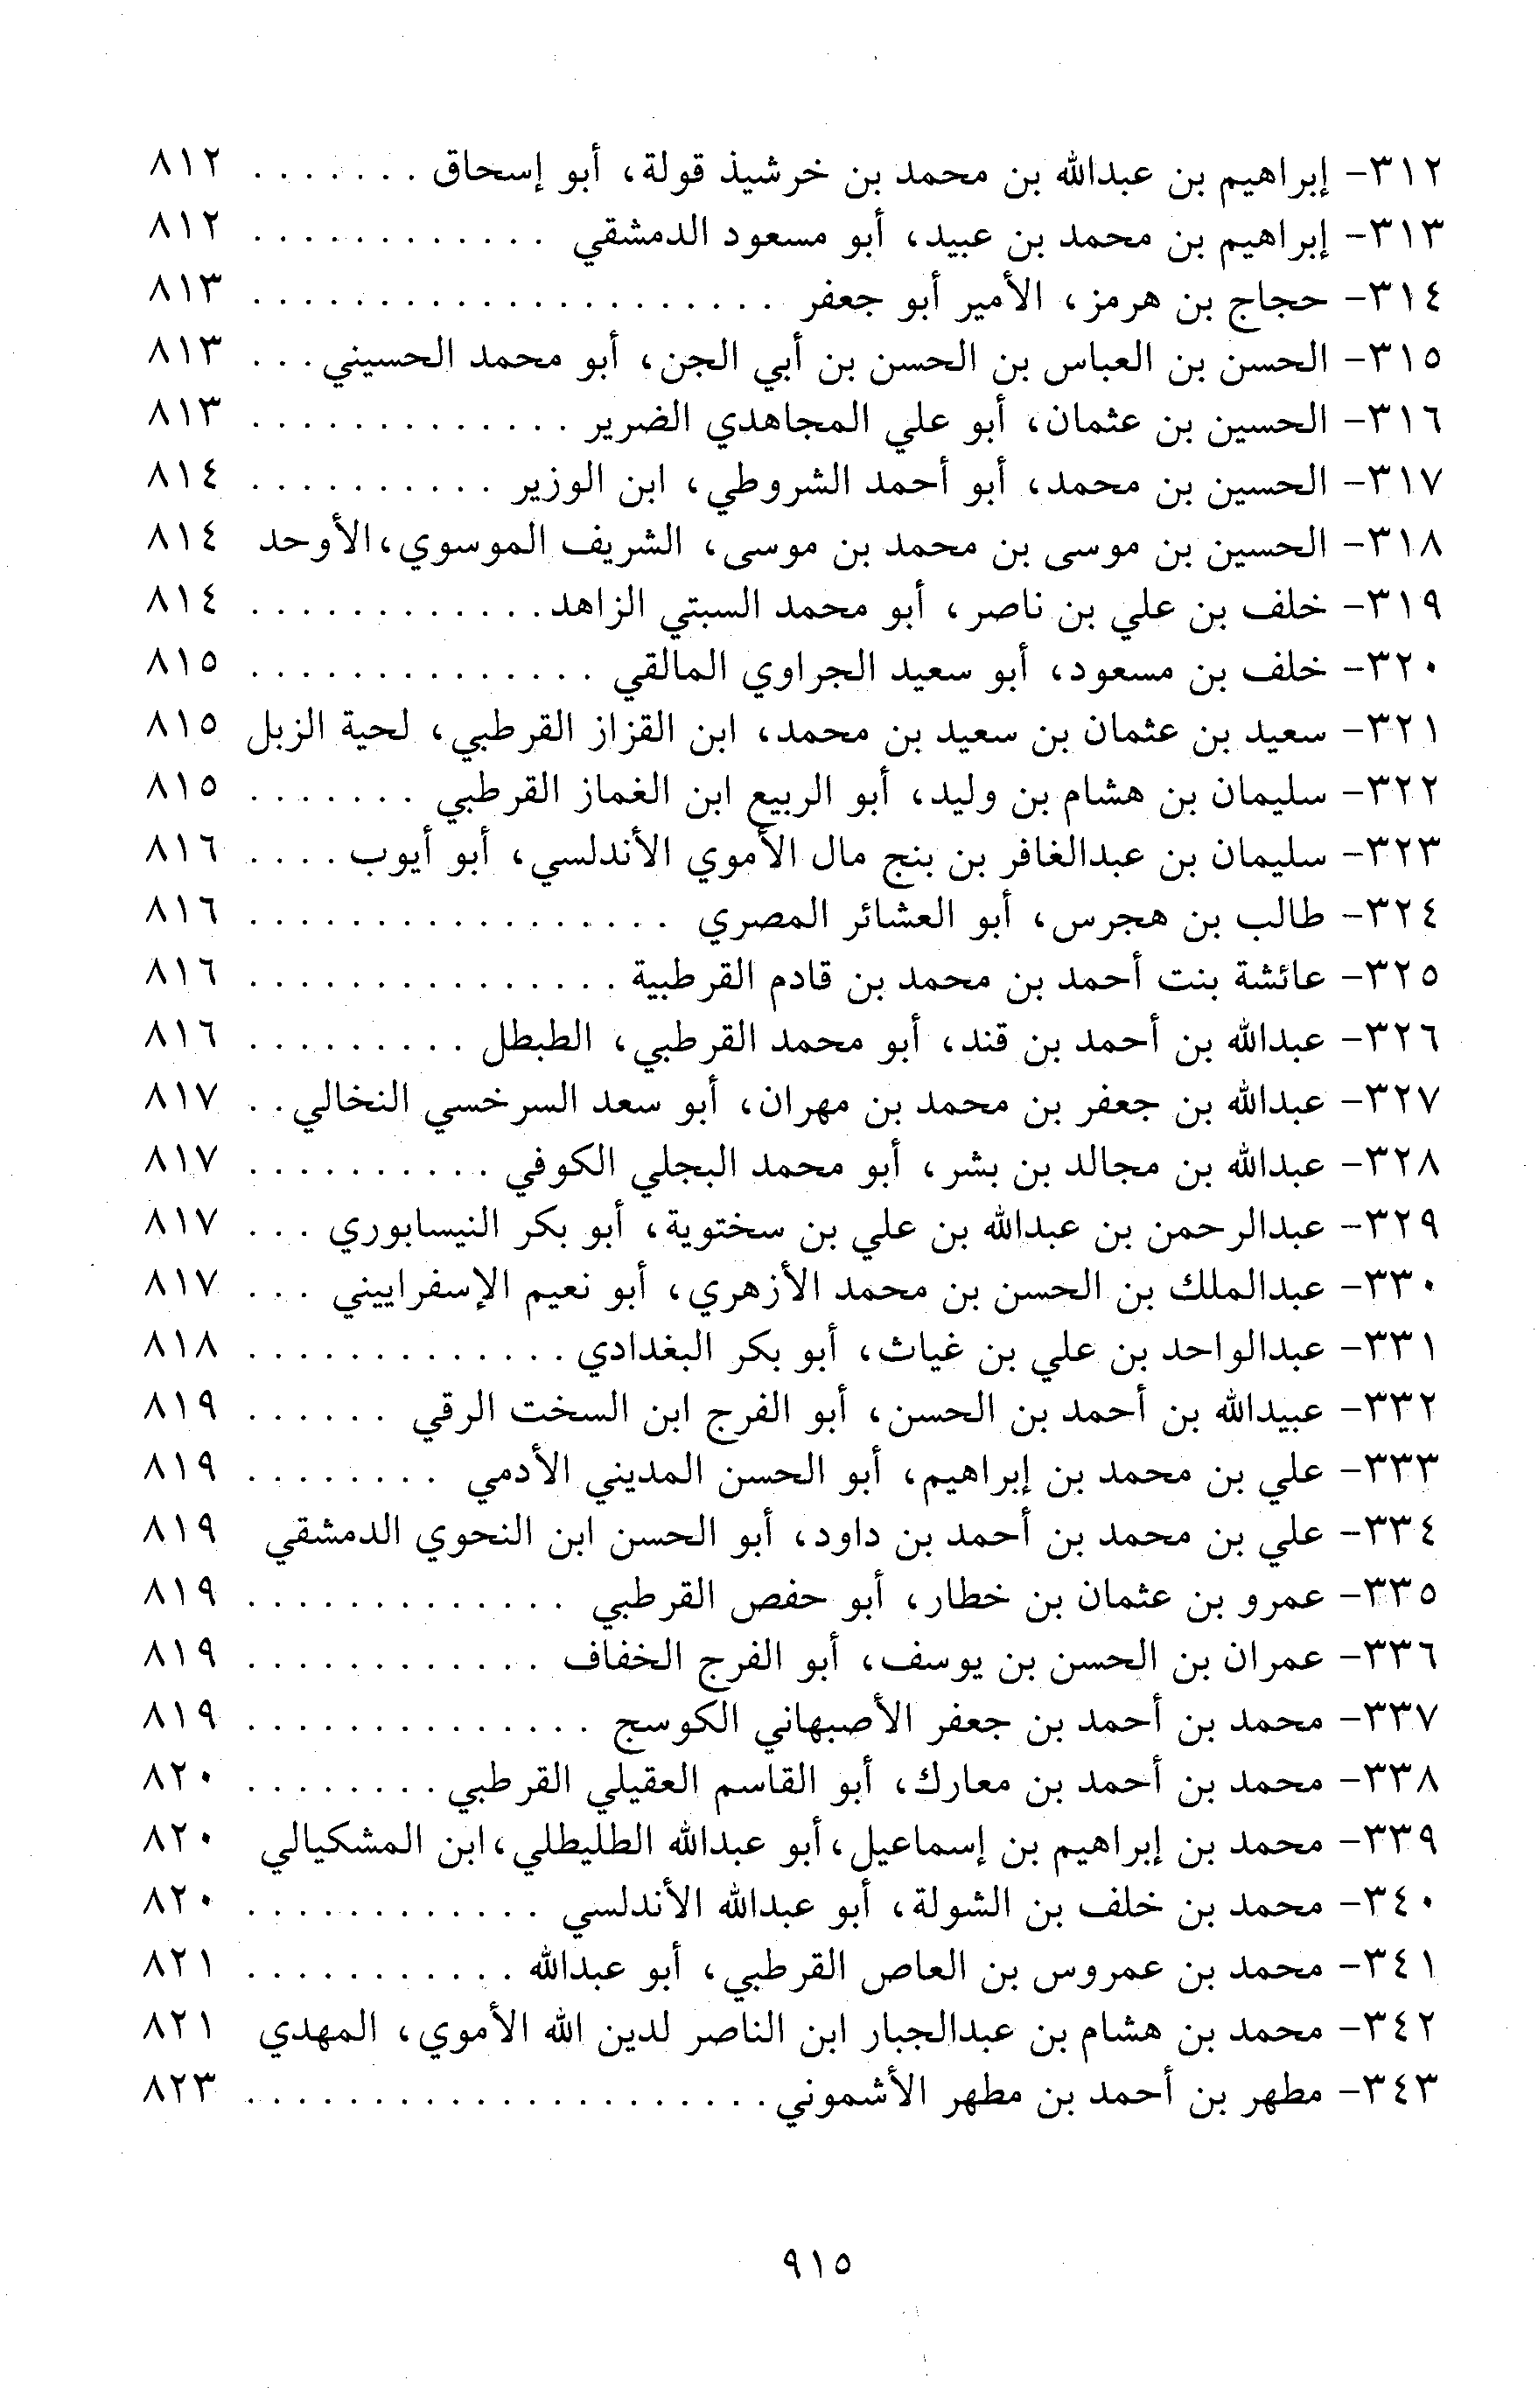 ٣١٢- إبراهيم بن عبدالله بن محمد بن خرشيذ قولة، أبو إسحاق . . . . . . . ٨١٢
٣١٣- إبراهيم بن محمد بن عبيد، أبو مسعود الدمشقي . . . . . . . . . . . . ٨١٢
٣١٤- حجاج بن هرمز، الأمير أبو جعفر . . . . . . . . . . . . . . . . . . . . . ٨١٣
٣١٥- الحسن بن العباس بن الحسن بن أبي الجن، أبو محمد الحسيني . . . ٨١٣
٣١٦- الحسين بن عثمان، أبو علي المجاهدي الضرير . . . . . . . . . . . . . ٨١٣
٣١٧- الحسين بن محمد، أبو أحمد الشروطي، ابن الوزير . . . . . . . . . . ٨١٤
٣١٨- الحسين بن موسى بن محمد بن موسى، الشريف الموسوي، الأوحد ٨١٤
٣١٩- خلف بن علي بن ناصر، أبو محمد السبتي الزاهد . . . . . . . . . . . . ٨١٤
٣٢٠- خلف بن مسعود، أبو سعيد الجراوي المالقي . . . . . . . . . . . . . . ٨١٥
٣٢١- سعيد بن عثمان بن سعيد بن محمد، ابن القزاز القرطبي، لحية الزبل ٨١٥
٣٢٢- سليمان بن هشام بن وليد، أبو الربيع ابن الغماز القرطبي . . . . . . . ٨١٥
٣٢٣- سليمان بن عبدالغافر بن بنج مال الأموي الأندلسي، أبو أيوب . . . . ٨١٦
٣٢٤- طالب بن هجرس، أبو العشائر المصري . . . . . . . . . . . . . . . . . ٨١٦
٣٢٥- عائشة بنت أحمد بن محمد بن قادم القرطبية . . . . . . . . . . . . . . . ٨١٦
٣٢٦- عبدالله بن أحمد بن قند، أبو محمد القرطبي، الطبطل . . . . . . . . . ٨١٦
٣٢٧- عبدالله بن جعفر بن محمد بن مهران، أبو سعد السرخسي النخالي . . ٨١٧
٣٢٨- عبدالله بن مجالد بن بشر، أبو محمد البجلي الكوفي . . . . . . . . . . ٨١٧
٣٢٩- عبدالرحمن بن عبدالله بن علي بن سختوية، أبو بكر النيسابوري . . . ٨١٧
٣٣٠- عبدالملك بن الحسن بن محمد الأزهري، أبو نعيم الإسفراييني . . . ٨١٧
٣٣١- عبدالواحد بن علي بن غياث، أبو بكر البغدادي . . . . . . . . . . . . . ٨١٨
٣٣٢- عبيدالله بن أحمد بن الحسن، أبو الفرج ابن السخت الرقي . . . . . . ٨١٩
٣٣٣- علي بن محمد بن إبراهيم، أبو الحسن المديني الأدمي . . . . . . . . ٨١٩
٣٣٤- علي بن محمد بن أحمد بن داود، أبو الحسن ابن النحوي الدمشقي ٨١٩
٣٣٥- عمرو بن عثمان بن خطار، أبو حفص القرطبي . . . . . . . . . . . . . ٨١٩
٣٣٦- عمران بن الحسن بن يوسف، أبو الفرج الخفاف . . . . . . . . . . . . ٨١٩
٣٣٧- محمد بن أحمد بن جعفر الأصبهاني الكوسج . . . . . . . . . . . . . . ٨١٩
٣٣٨- محمد بن أحمد بن معارك، أبو القاسم العقيلي القرطبي . . . . . . . . ٨٢٠
٣٣٩- محمد بن إبراهيم بن إسماعيل، أبو عبدالله الطليطلي، ابن المشكيالي ٨٢٠
٣٤٠- محمد بن خلف بن الشولة، أبو عبدالله الأندلسي . . . . . . . . . . . . ٨٢٠
٣٤١- محمد بن عمروس بن العاص القرطبي، أبو عبدالله . . . . . . . . . . . ٨٢١
٣٤٢- محمد بن هشام بن عبدالجبار ابن الناصر لدين الله الأموي، المهدي ٨٢١
٣٤٣- مطهر بن أحمد بن مطهر الأشموني . . . . . . . . . . . . . . . . . . . . . ٨٢٣
٩١٥